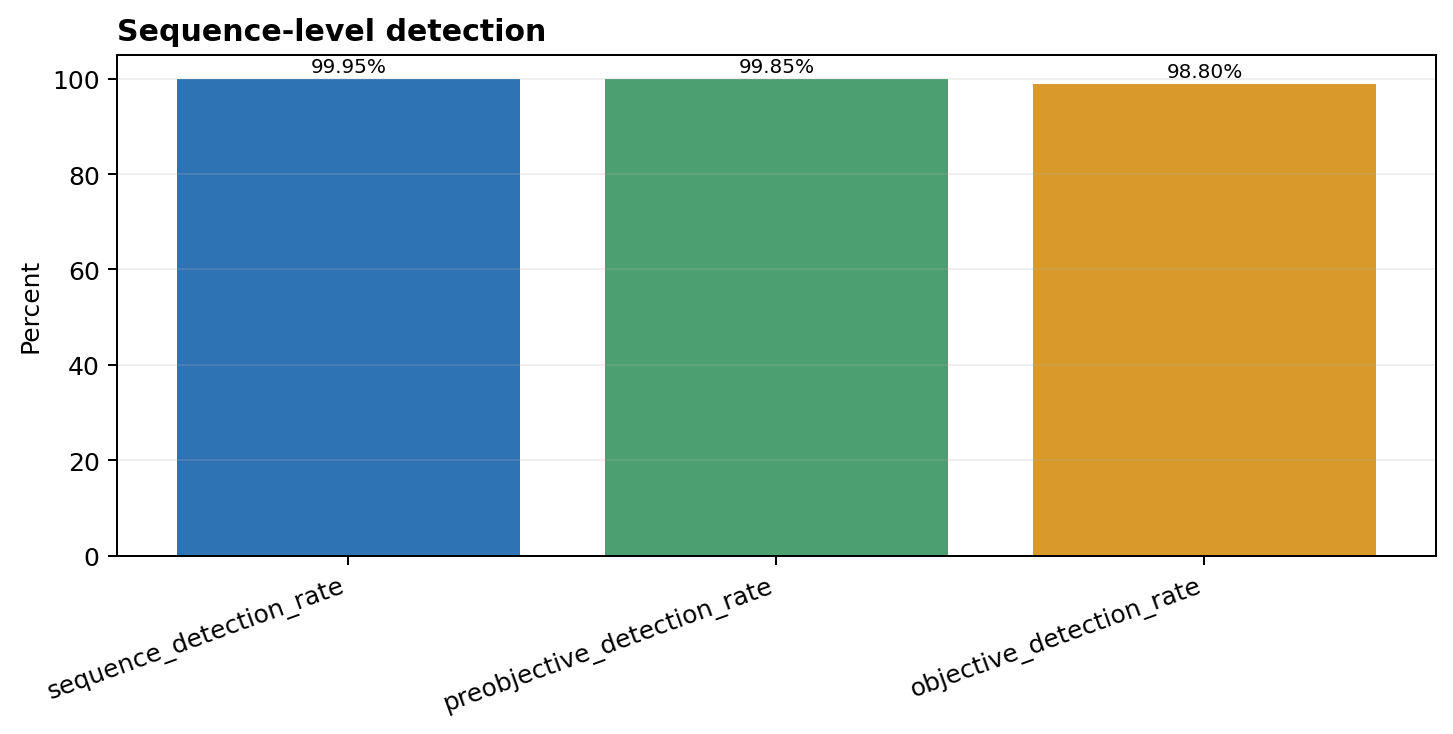 Sequence-level detection
99.95%
99.85%
98.80%
100
80
60
40
20
0
Percent
sequence_detection_rate
preobjective_detection_rate
objective_detection_rate